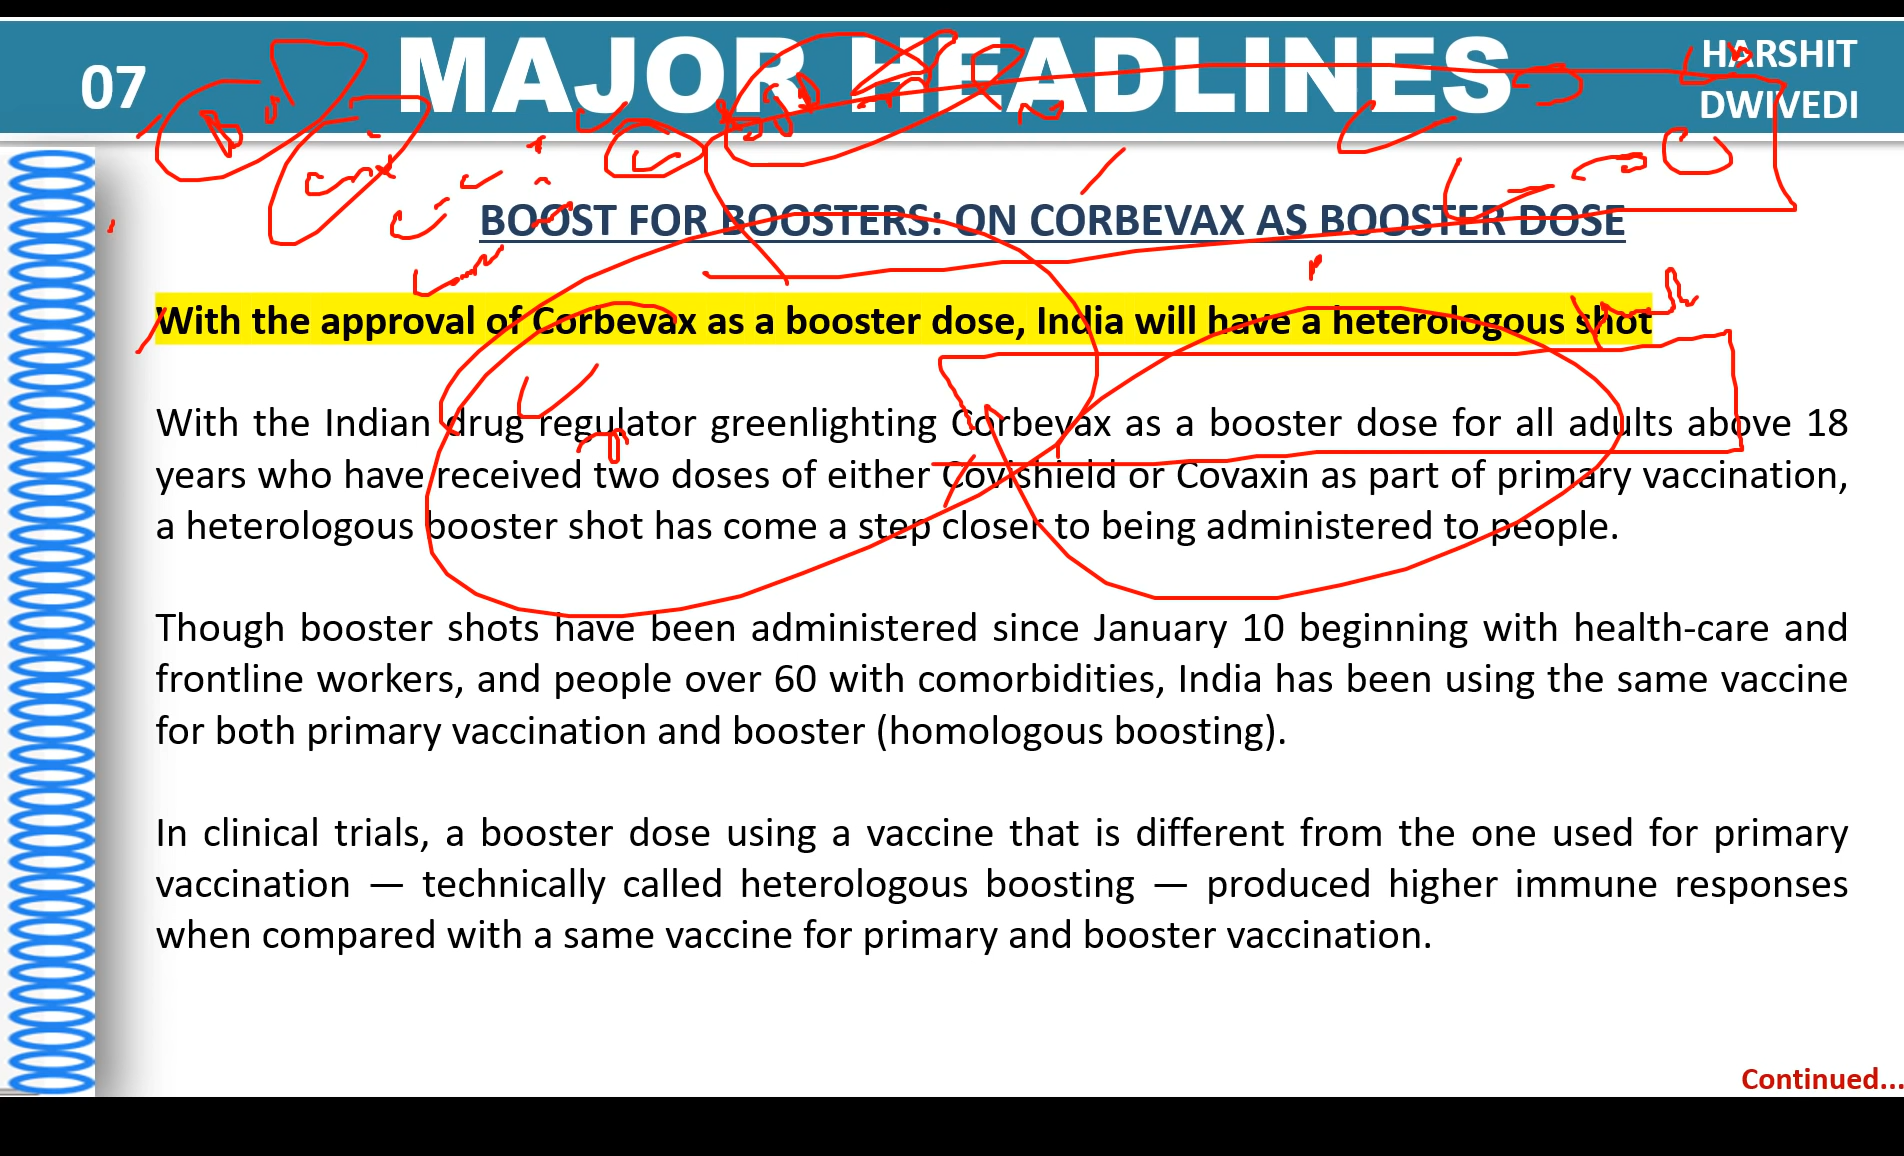 07
MAJOR HEADLINES
HARSHIT
DWIVEDI
BOOST FOR BOOSTERS: ON CORBEVAX AS BOOSTER DOSE
With the approval of Corbevax as a booster dose, India will have a heterologous shot
With the Indian drug regulator greenlighting Corbevax as a booster dose for all adults above 18
years who have received two doses of either Covishield or Covaxin as part of primary vaccination,
a heterologous booster shot has come a step closer to being administered to people.
Though booster shots have been administered since January 10 beginning with health-care and
frontline workers, and people over 60 with comorbidities, India has been using the same vaccine
for both primary vaccination and booster (homologous boosting).
In clinical trials, a booster dose using a vaccine that is different from the one used for primary
vaccination — technically called heterologous boosting — produced higher immune responses
when compared with a same vaccine for primary and booster vaccination.
Continued...